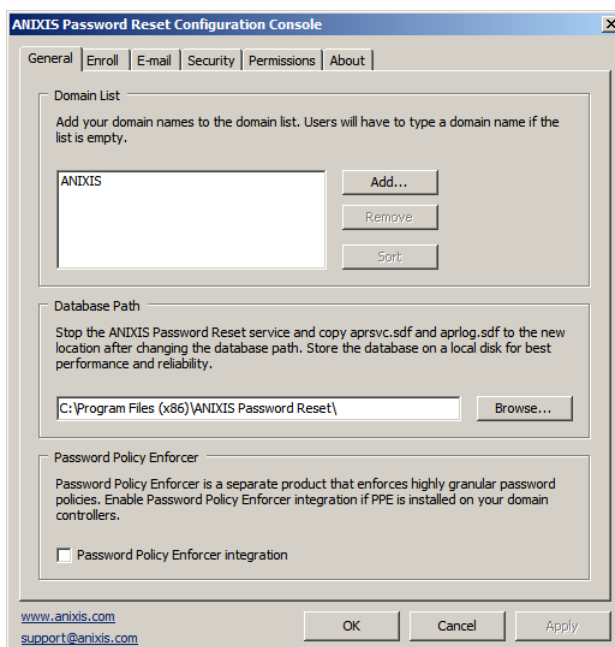 ANIXIS Password Reset Configuration Console
General
Enroll
E-mail
Security
Permissions
About
Domain List
Add your domain names to the domain list. Users will have to type a domain name if the
list is empty.
ANIXIS
Add...
Remove
Sort
Database Path
Stop the ANIXIS Password Reset service and copy aprsvc.sdf and aprlog.sdf to the new
location after changing the database path. Store the database on a local disk for best
performance and reliability.
C:\Program Files (x86)\ANIXIS Password Reset\
Browse...
Password Policy Enforcer
Password Policy Enforcer is a separate product that enforces highly granular password
policies. Enable Password Policy Enforcer integration if PPE is installed on your domain
controllers.
Password Policy Enforcer integration
www.anixis.com
support@anixis.com
OK
Cancel
Apply